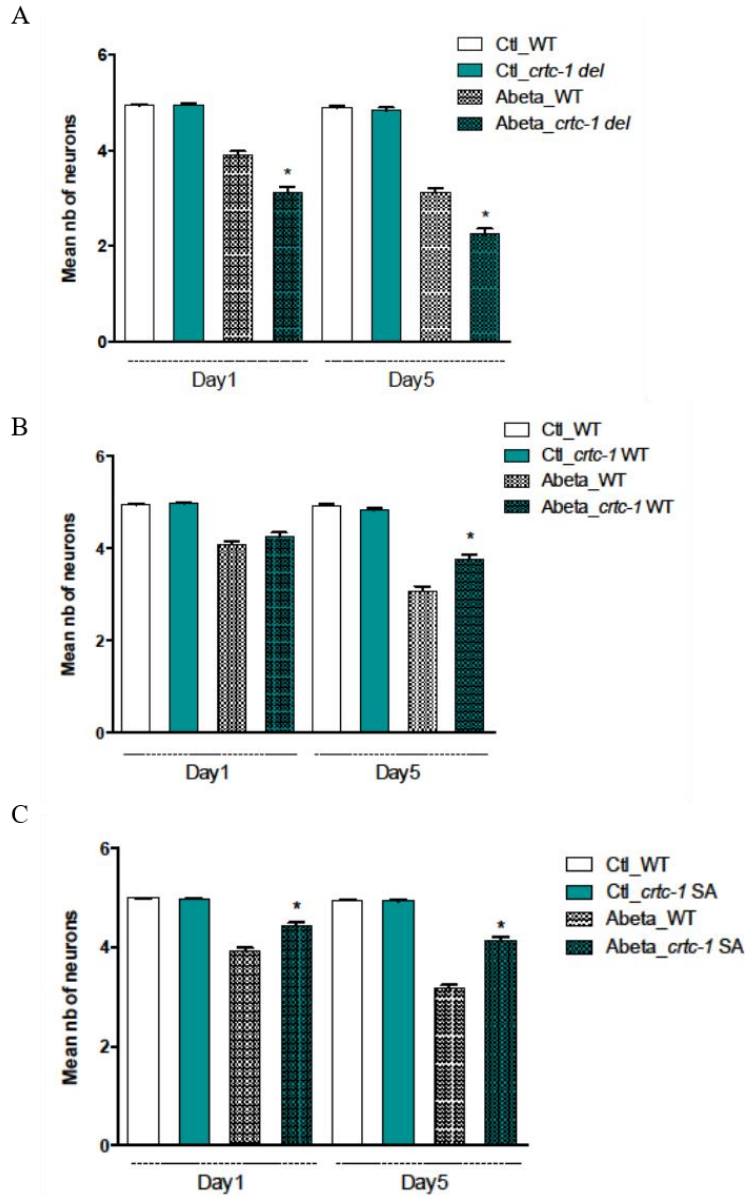 A
6
4
2
0
Mean nb of neurons
Ctl_WT
Ctl_crtc-1 del
Abeta_WT
Abeta_crtc-1 del
*
*
Day1
Day5
B
6
4
2
0
Mean nb of neurons
Ctl_WT
Ctl_crtc-1 WT
Abeta_WT
Abeta_crtc-1 WT
*
Day1
Day5
C
6
4
2
0
Mean nb of neurons
Ctl_WT
Ctl_crtc-1 SA
Abeta_WT
Abeta_crtc-1 SA
*
*
Day1
Day5